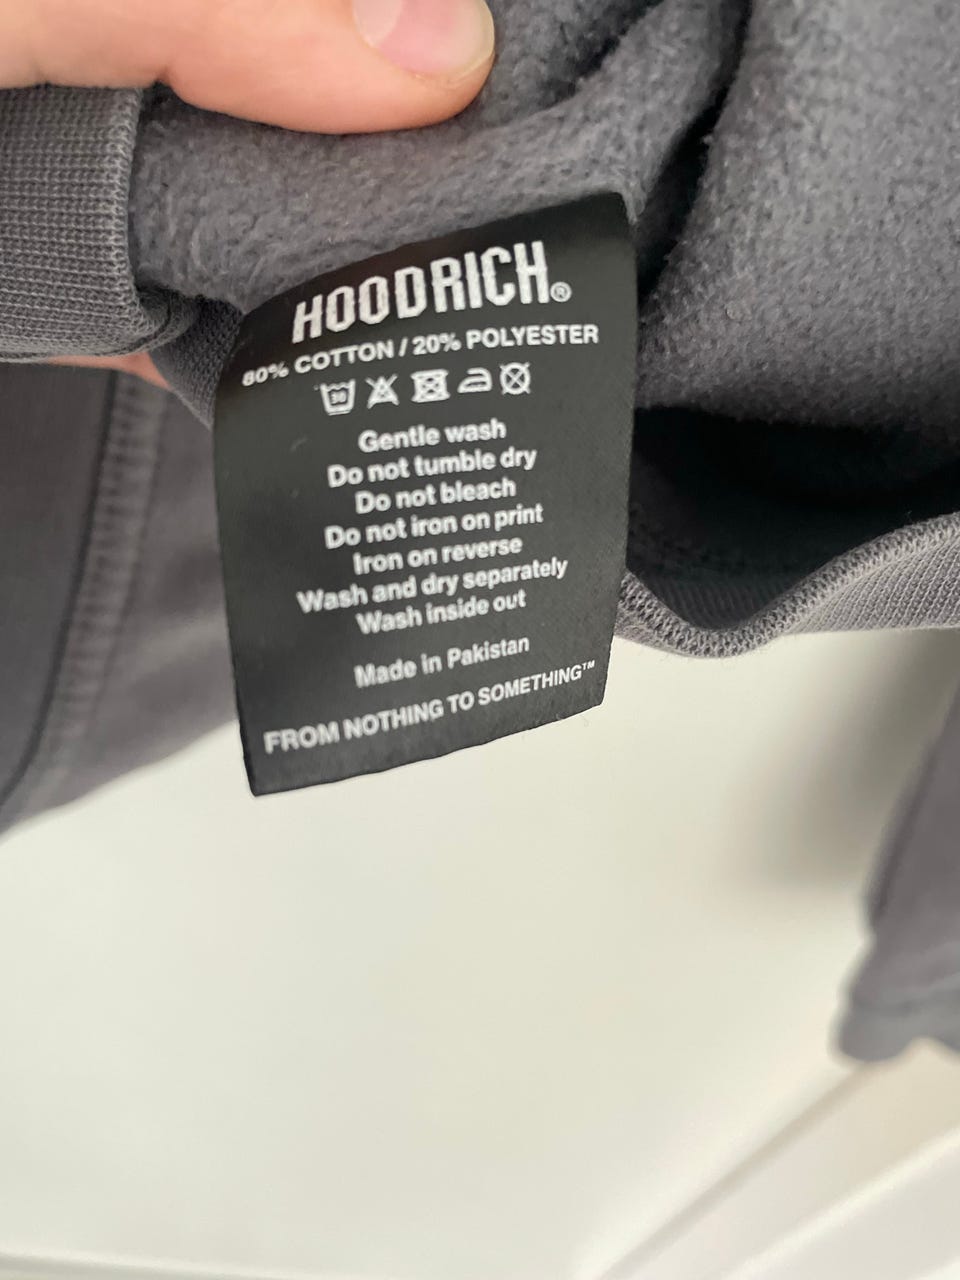 HOODRICH®
80% COTTON / 20% POLYESTER
30
Gentle wash
Do not tumble dry
Do not bleach
Do not iron on print
Iron on reverse
Wash and dry separately
Wash inside out
Made in Pakistan
FROM NOTHING TO SOMETHING™